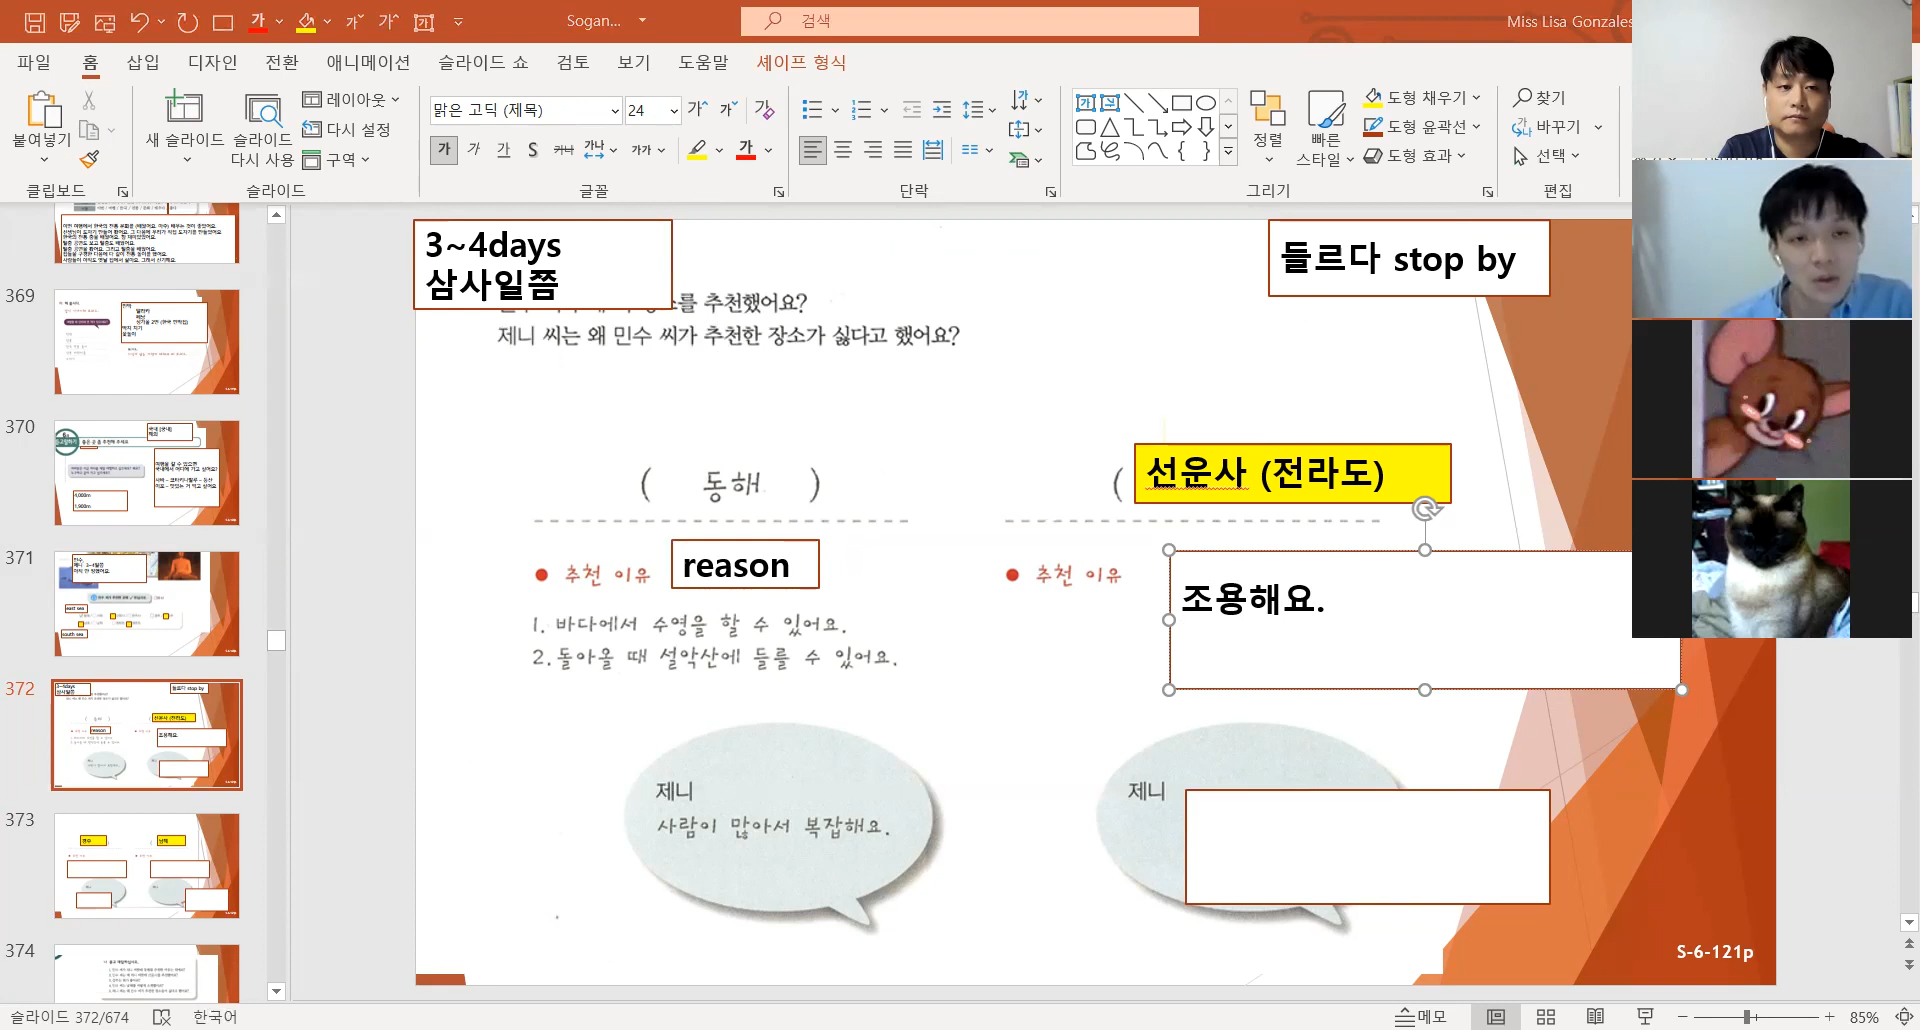 Sogan...
검색
Miss Lisa Gonzales
파일 홈 삽입 디자인 전환 애니메이션 슬라이드 쇼 검토 보기 도움말 셰이프 형식
붙여넣기
클립보드
새 슬라이드
슬라이드 다시 사용
레이아웃
다시 설정
구역
슬라이드
맑은 고딕 (제목) 24
글꼴
단락
정렬
빠른 스타일
도형 채우기
도형 윤곽선
도형 효과
그리기
찾기
바꾸기
선택
편집
369
370
371
372
373
374
3~4days
삼사일쯤
들르다 stop by
를 추천했어요?
제니 씨는 왜 민수 씨가 추천한 장소가 싫다고 했어요?
( 동해 )
( 선운사 (전라도)
● 추천 이유 reason
1. 바다에서 수영을 할 수 있어요.
2. 돌아올 때 설악산에 들를 수 있어요.
● 추천 이유
조용해요.
제니
사람이 많아서 복잡해요.
제니
S-6-121p
슬라이드 372/674 한국어
메모
85%